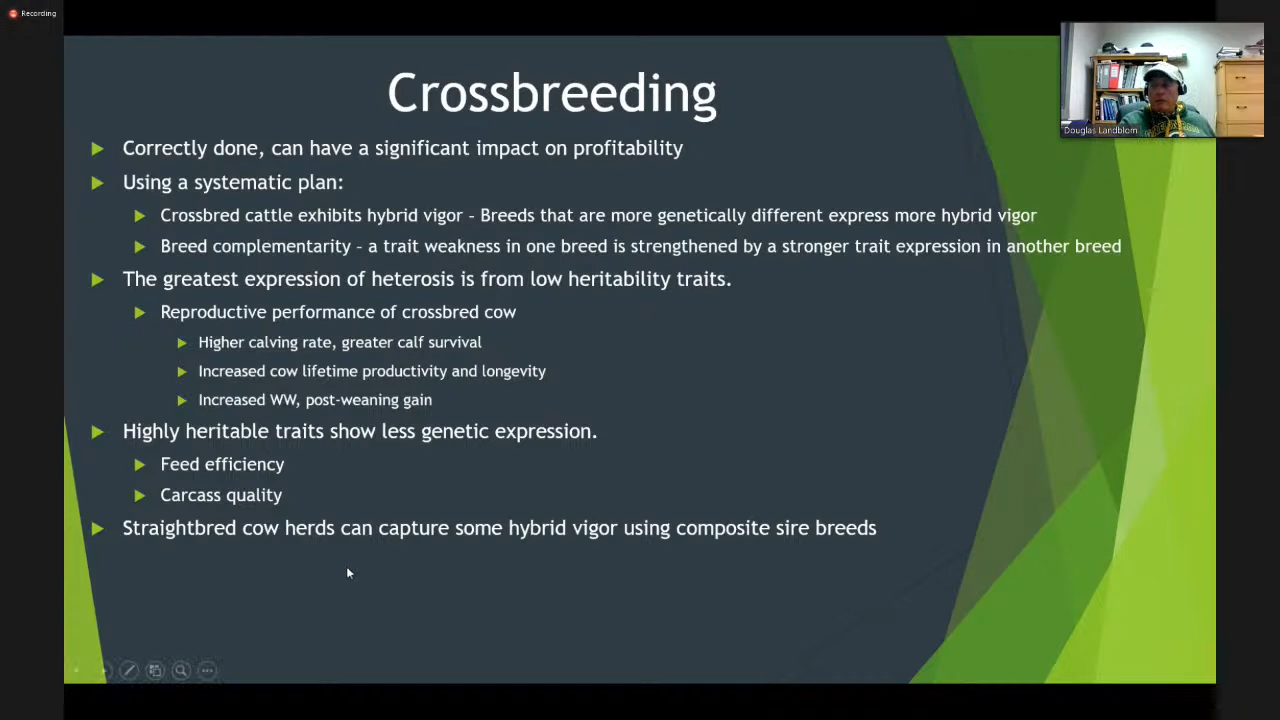 Recording
Crossbreeding
Correctly done, can have a significant impact on profitability
Using a systematic plan:
Crossbred cattle exhibits hybrid vigor – Breeds that are more genetically different express more hybrid vigor
Breed complementarity – a trait weakness in one breed is strengthened by a stronger trait expression in another breed
The greatest expression of heterosis is from low heritability traits.
Reproductive performance of crossbred cow
Higher calving rate, greater calf survival
Increased cow lifetime productivity and longevity
Increased WW, post-weaning gain
Highly heritable traits show less genetic expression.
Feed efficiency
Carcass quality
Straightbred cow herds can capture some hybrid vigor using composite sire breeds
Douglas Landblom